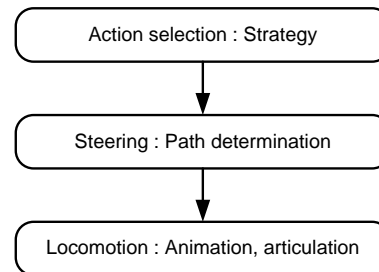 Action selection : Strategy
Steering : Path determination
Locomotion : Animation, articulation